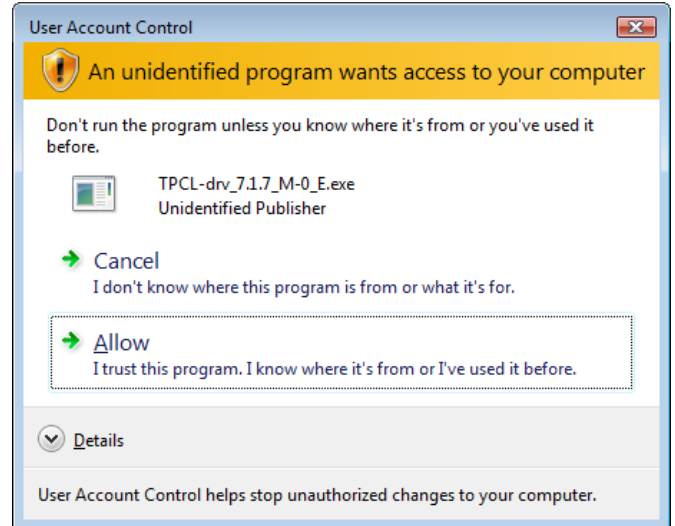 User Account Control
An unidentified program wants access to your computer
Don't run the program unless you know where it's from or you've used it
before.
TPCL-drv_7.1.7_M-0_E.exe
Unidentified Publisher
Cancel
I don't know where this program is from or what it's for.
Allow
I trust this program. I know where it's from or I've used it before.
Details
User Account Control helps stop unauthorized changes to your computer.